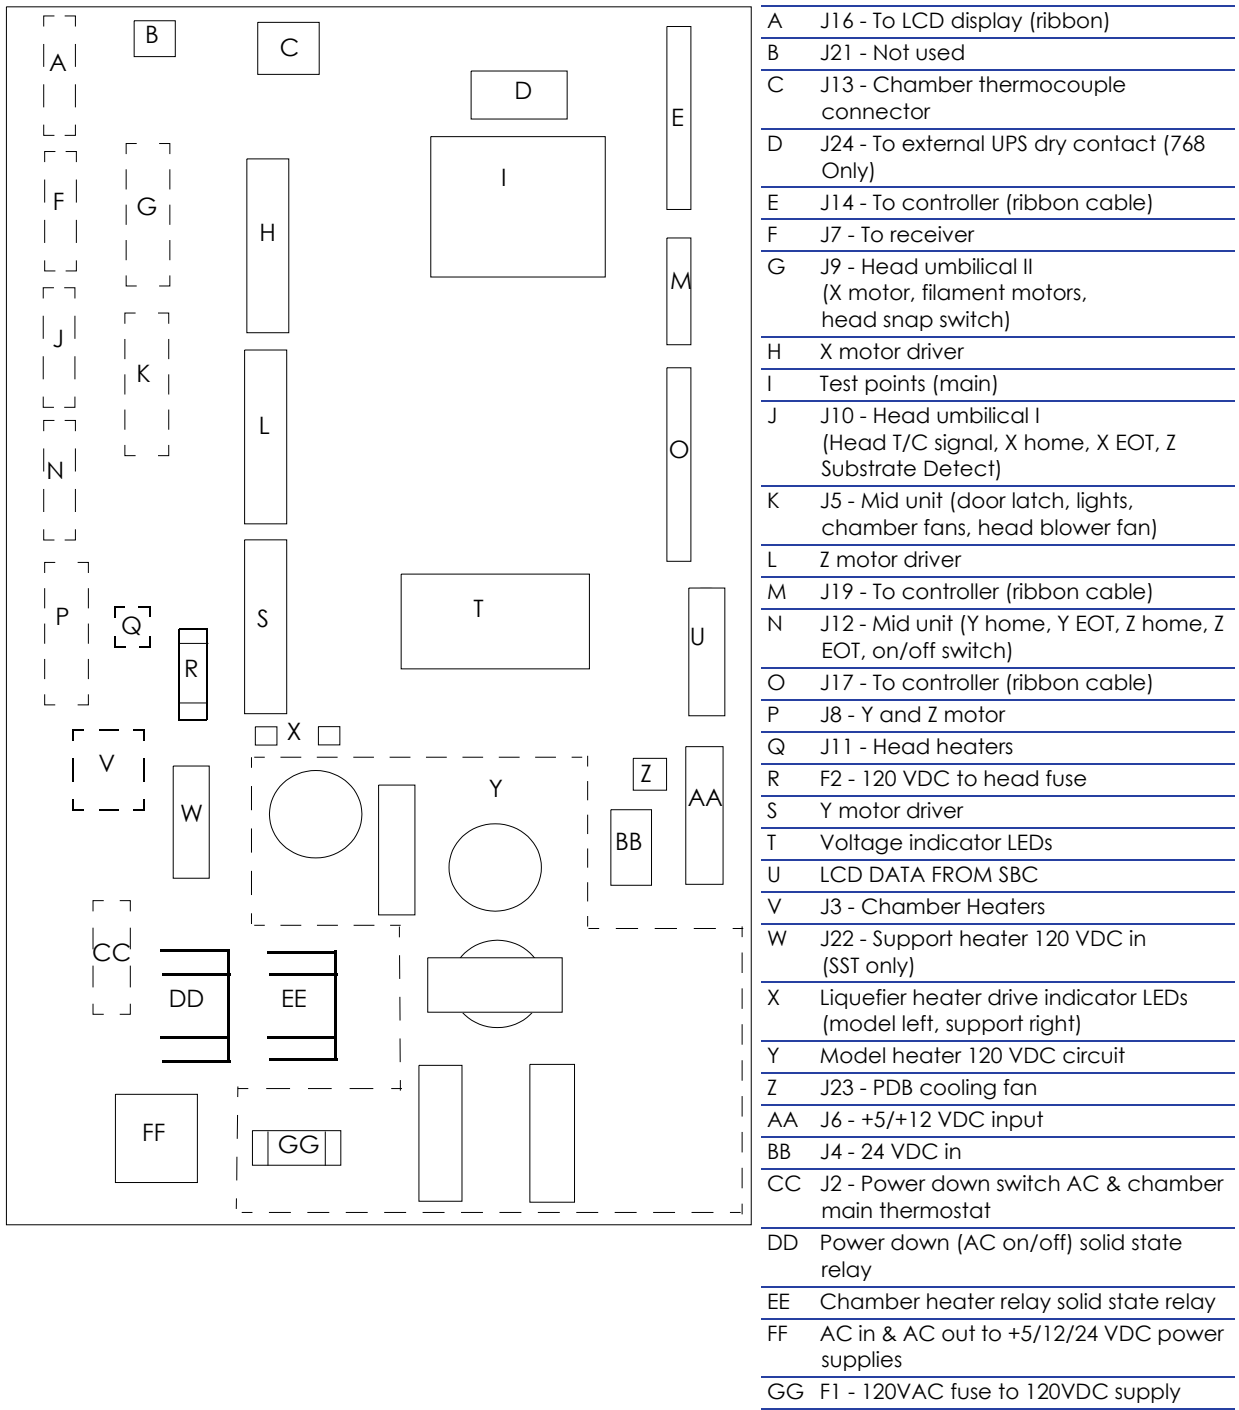 A
B
C
D
E
F
G
H
I
J
K
L
M
N
O
P
Q
R
S
T
U
V
W
X
Y
Z
AA
BB
CC
DD
EE
FF
GG
A J16 - To LCD display (ribbon)
B J21 - Not used
C J13 - Chamber thermocouple
connector
D J24 - To external UPS dry contact (768
Only)
E J14 - To controller (ribbon cable)
F J7 - To receiver
G J9 - Head umbilical II
(X motor, filament motors,
head snap switch)
H X motor driver
I Test points (main)
J J10 - Head umbilical I
(Head T/C signal, X home, X EOT, Z
Substrate Detect)
K J5 - Mid unit (door latch, lights,
chamber fans, head blower fan)
L Z motor driver
M J19 - To controller (ribbon cable)
N J12 - Mid unit (Y home, Y EOT, Z home, Z
EOT, on/off switch)
O J17 - To controller (ribbon cable)
P J8 - Y and Z motor
Q J11 - Head heaters
R F2 - 120 VDC to head fuse
S Y motor driver
T Voltage indicator LEDs
U LCD DATA FROM SBC
V J3 - Chamber Heaters
W J22 - Support heater 120 VDC in
(SST only)
X Liquefier heater drive indicator LEDs
(model left, support right)
Y Model heater 120 VDC circuit
Z J23 - PDB cooling fan
AA J6 - +5/+12 VDC input
BB J4 - 24 VDC in
CC J2 - Power down switch AC & chamber
main thermostat
DD Power down (AC on/off) solid state
relay
EE Chamber heater relay solid state relay
FF AC in & AC out to +5/12/24 VDC power
supplies
GG F1 - 120VAC fuse to 120VDC supply